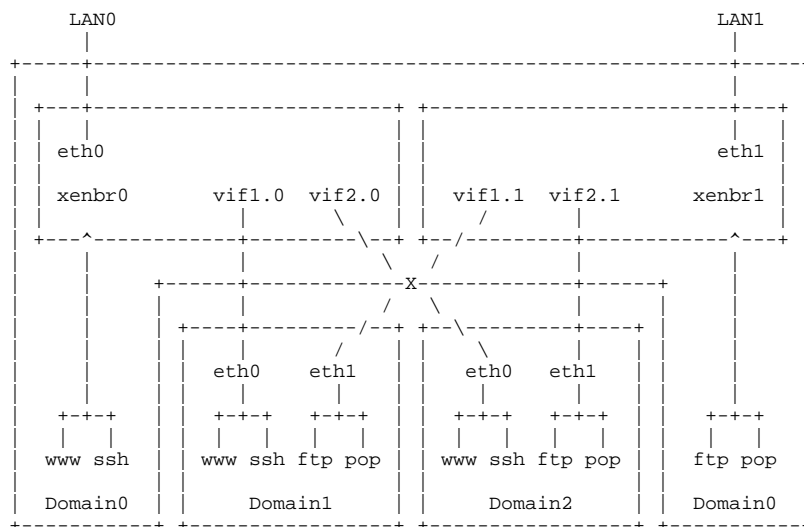 LAN0 LAN1
eth0 eth1
xenbr0 vif1.0 vif2.0 vif1.1 vif2.1 xenbr1
X
eth0 eth1 eth0 eth1
www ssh www ssh ftp pop www ssh ftp pop ftp pop
Domain0 Domain1 Domain2 Domain0